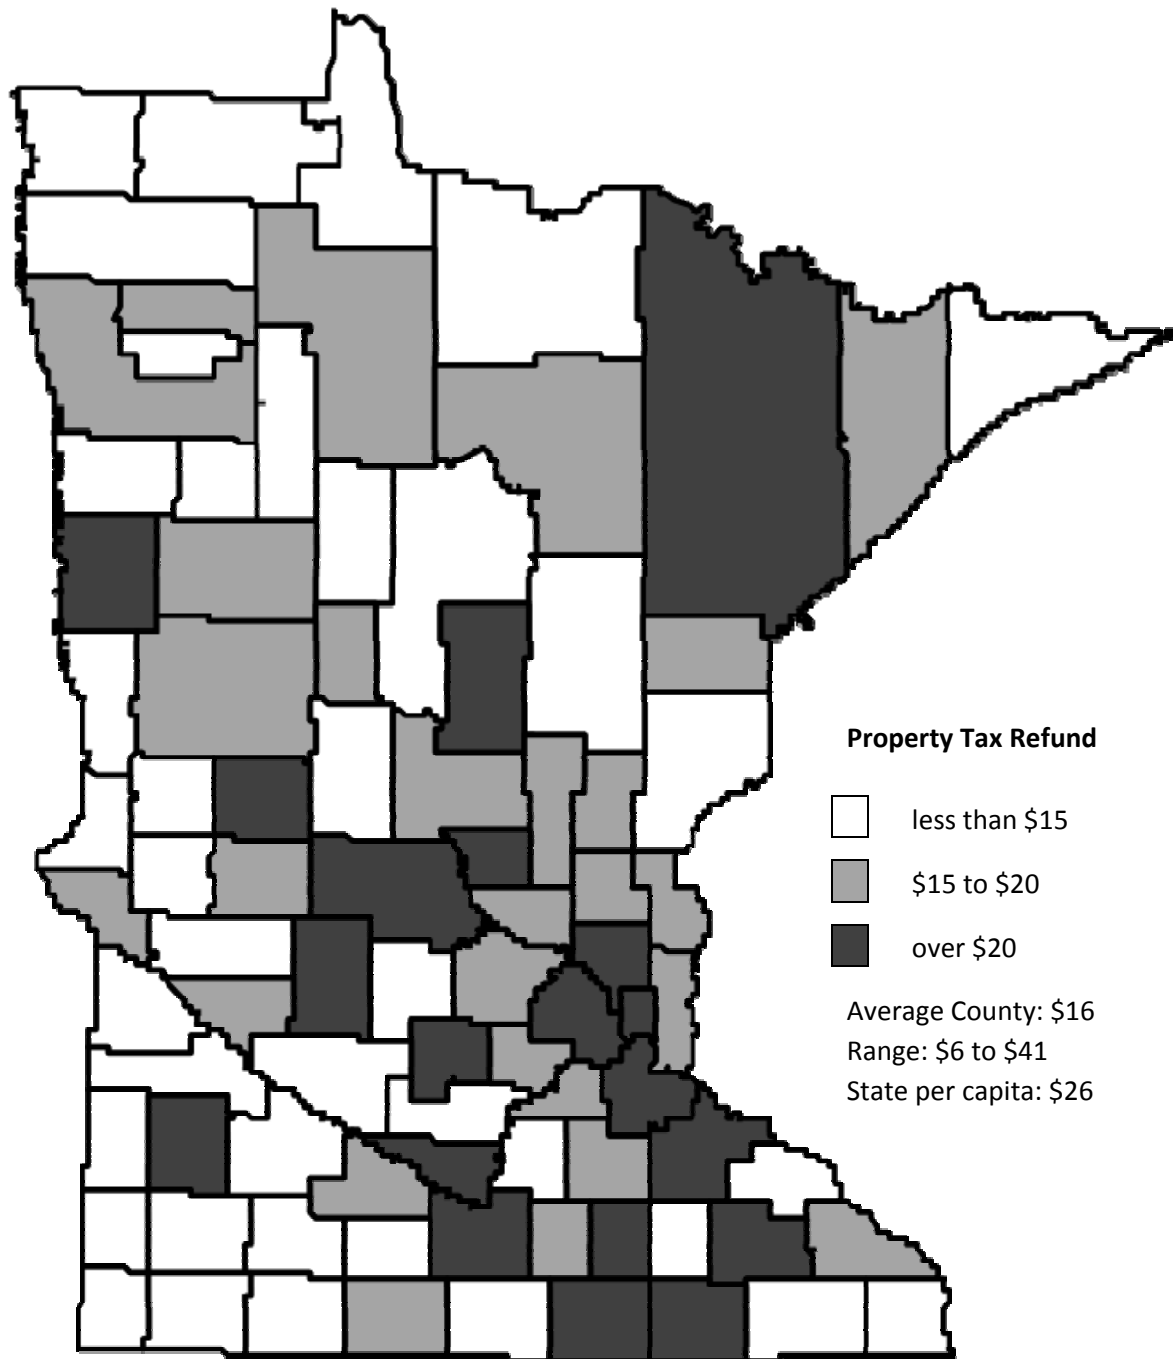 Property Tax Refund
less than $15
$15 to $20
over $20
Average County: $16
Range: $6 to $41
State per capita: $26